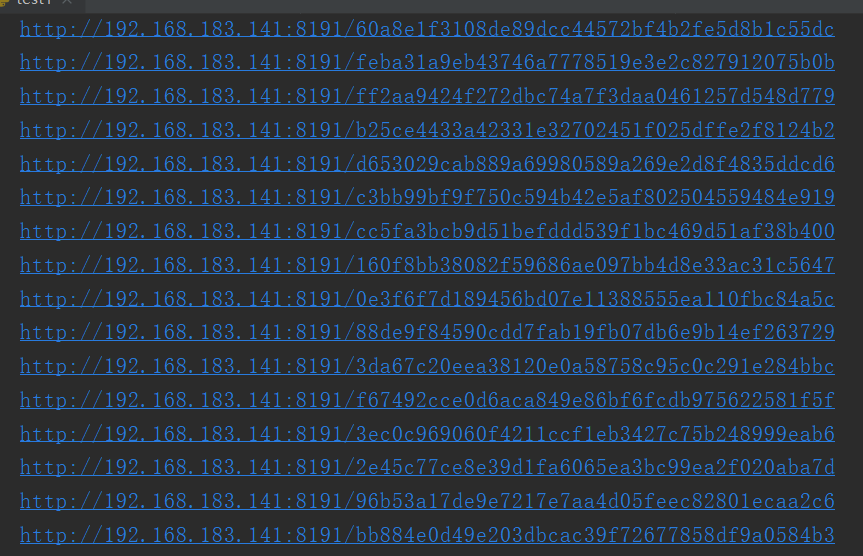 test1
http://192.168.183.141:8191/60a8e1f3108de89dcc44572bf4b2fe5d8b1c55dc
http://192.168.183.141:8191/feba31a9eb43746a7778519e3e2c827912075b0b
http://192.168.183.141:8191/ff2aa9424f272dbc74a7f3daa0461257d548d779
http://192.168.183.141:8191/b25ce4433a42331e32702451f025dffe2f8124b2
http://192.168.183.141:8191/d653029cab889a69980589a269e2d8f4835ddcd6
http://192.168.183.141:8191/c3bb99bf9f750c594b42e5af802504559484e919
http://192.168.183.141:8191/cc5fa3bcb9d51befddd539f1bc469d51af38b400
http://192.168.183.141:8191/160f8bb38082f59686ae097bb4d8e33ac31c5647
http://192.168.183.141:8191/0e3f6f7d189456bd07e11388555ea110fbc84a5c
http://192.168.183.141:8191/88de9f84590cdd7fab19fb07db6e9b14ef263729
http://192.168.183.141:8191/3da67c20eea38120e0a58758c95c0c291e284bbc
http://192.168.183.141:8191/f67492cce0d6aca849e86bf6fcdb975622581f5f
http://192.168.183.141:8191/3ec0c969060f4211ccf1eb3427c75b248999eab6
http://192.168.183.141:8191/2e45c77ce8e39d1fa6065ea3bc99ea2f020aba7d
http://192.168.183.141:8191/96b53a17de9e7217e7aa4d05feec82801ecaa2c6
http://192.168.183.141:8191/bb884e0d49e203dbcac39f72677858df9a0584b3